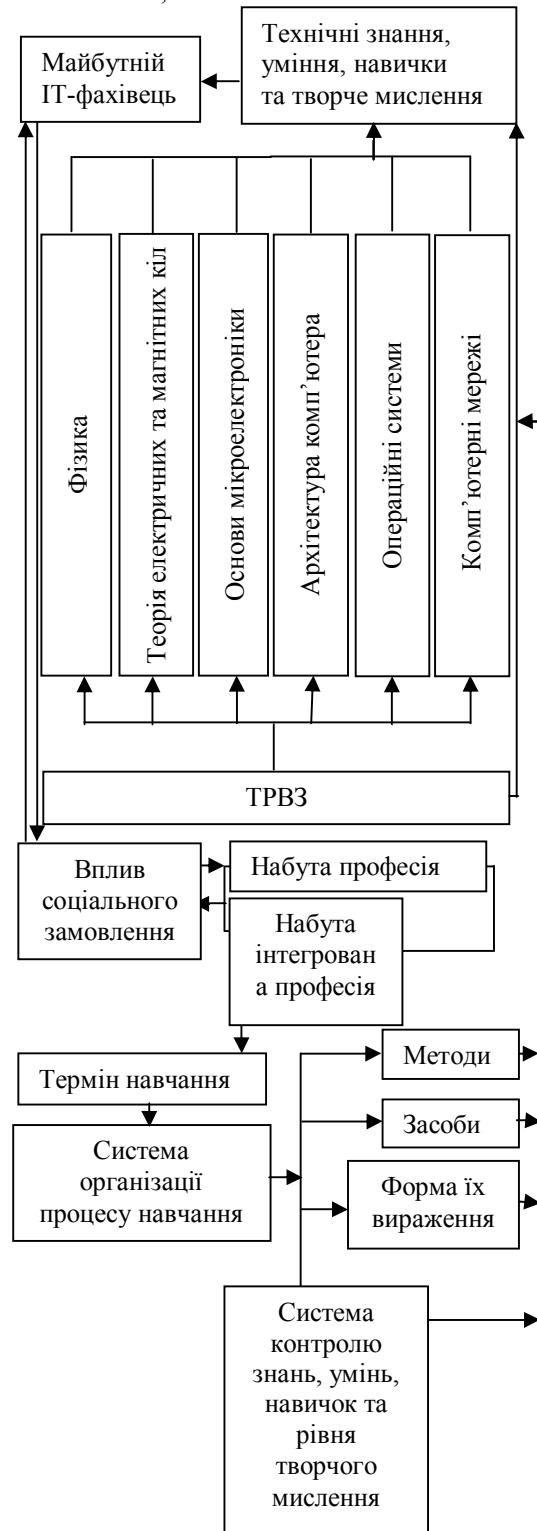 Майбутній
ІТ-фахівець
Технічні знання,
уміння, навички
та творче мислення
Фізика
Теорія електричних та магнітних кіл
Основи мікроелектроніки
Архітектура комп’ютера
Операційні системи
Комп’ютерні мережі
ТРВЗ
Вплив
соціального
замовлення
Набута професія
Набута
інтегрован
а професія
Термін навчання
Система
організації
процесу навчання
Методи
Засоби
Форма їх
вираження
Система
контролю
знань, умінь,
навичок та
рівня
творчого
мислення